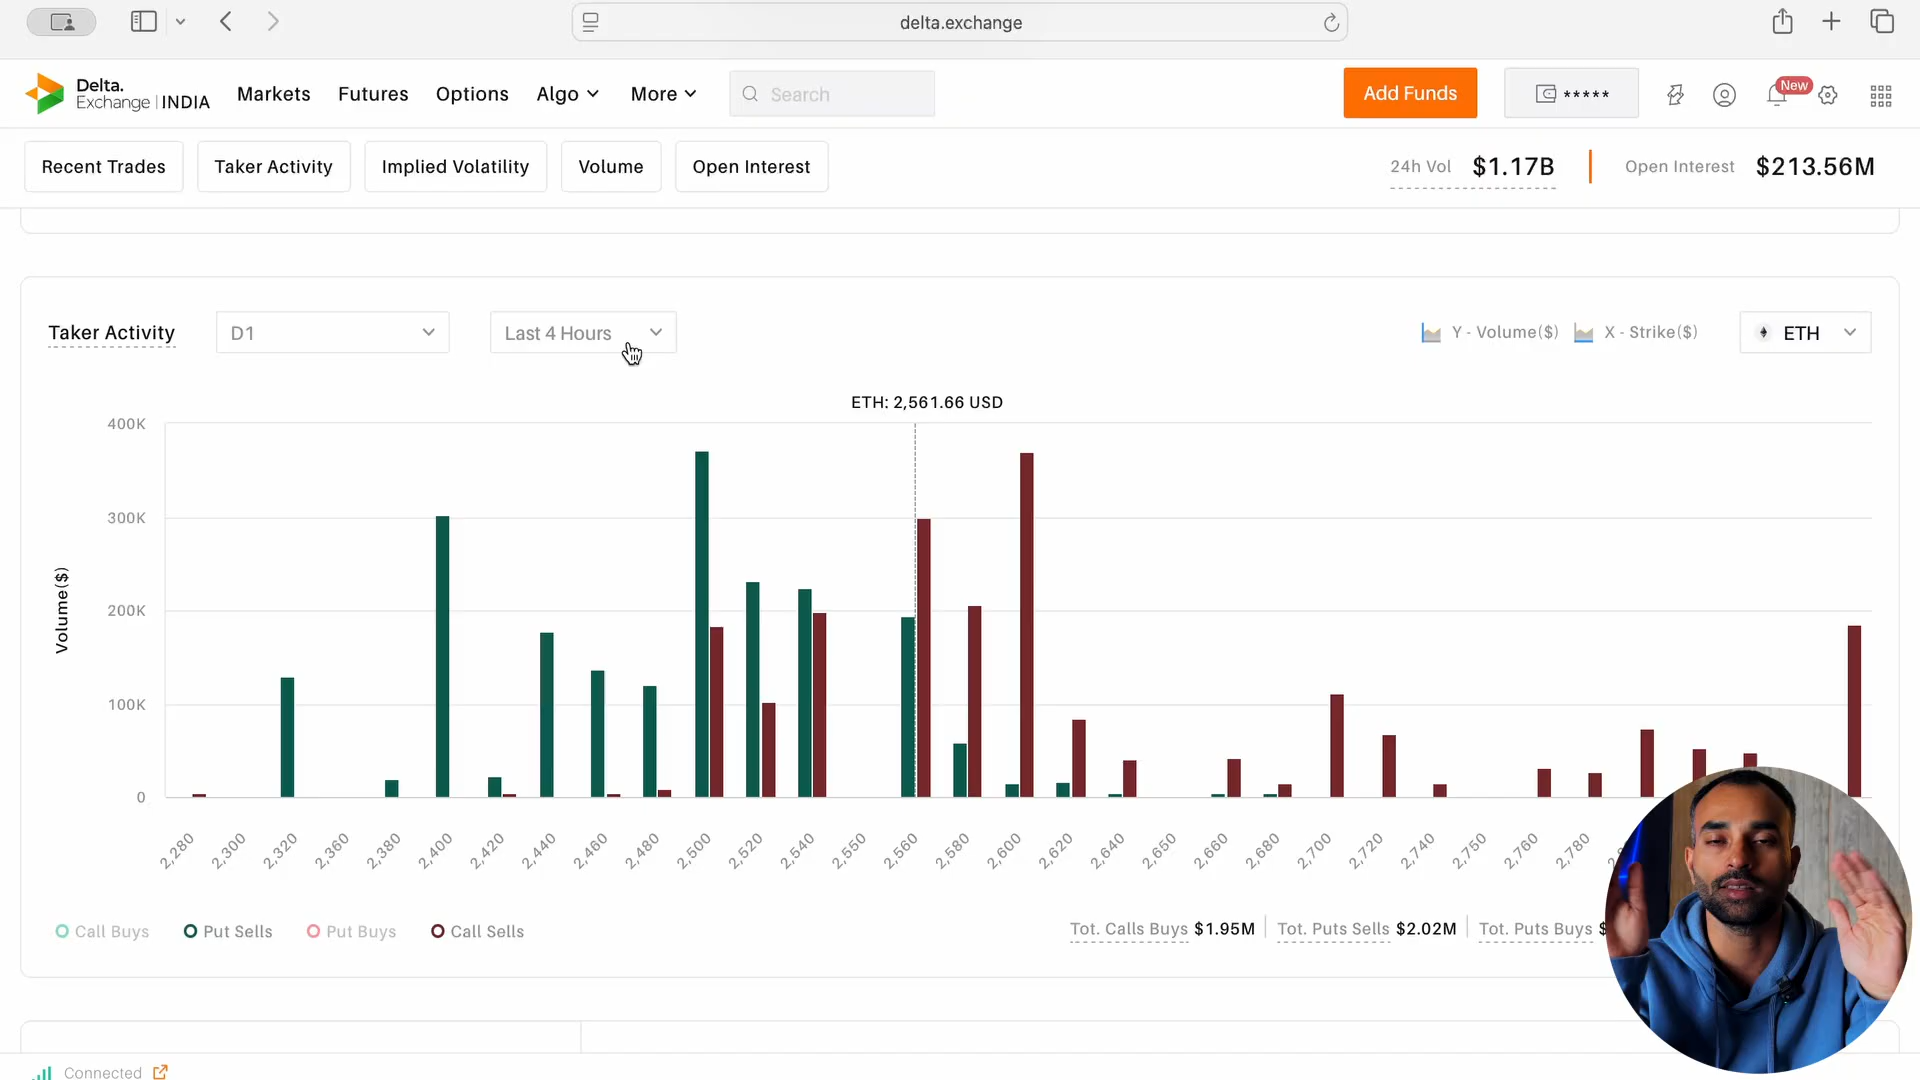 delta.exchange
Delta.
Exchange | INDIA
Markets
Futures
Options
Algo
More
Search
Add Funds
*****
New
Recent Trades
Taker Activity
Implied Volatility
Volume
Open Interest
24h Vol $1.17B
Open Interest $213.56M
Taker Activity
D1
Last 4 Hours
Y - Volume($)
X - Strike($)
ETH
ETH: 2,561.66 USD
400K
300K
200K
100K
0
Volume($)
2,280 2,300 2,320 2,360 2,380 2,400 2,420 2,440 2,460 2,480 2,500 2,520 2,540 2,550 2,560 2,580 2,600 2,620 2,640 2,650 2,660 2,680 2,700 2,720 2,740 2,750 2,760 2,780
Call Buys
Put Sells
Put Buys
Call Sells
Tot. Calls Buys $1.95M
Tot. Puts Sells $2.02M
Tot. Puts Buys $
Connected